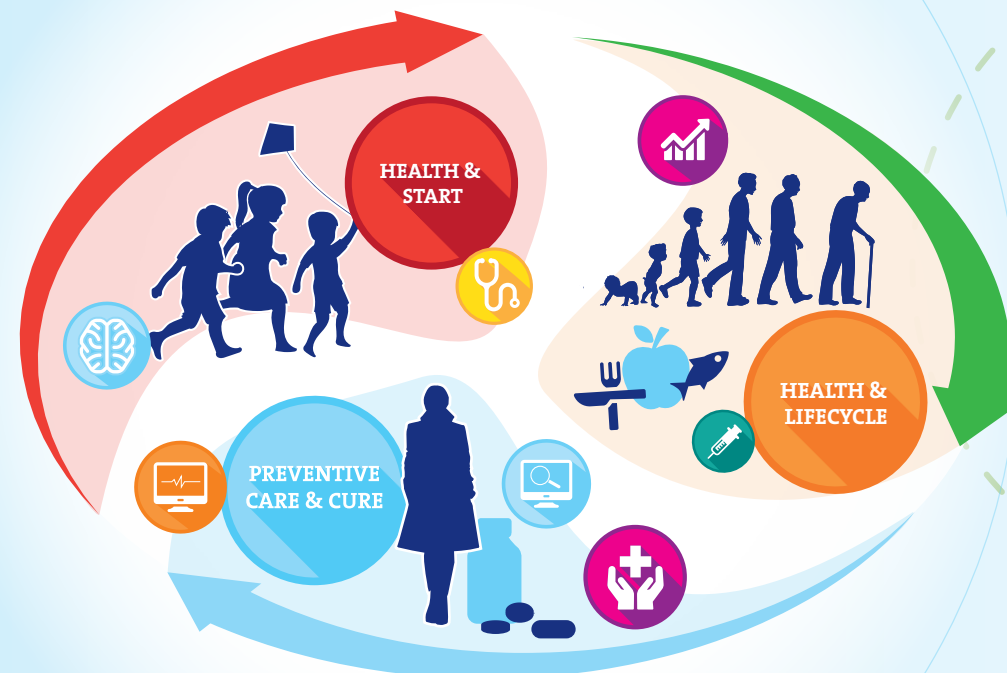 HEALTH &
START
HEALTH &
LIFECYCLE
PREVENTIVE
CARE & CURE